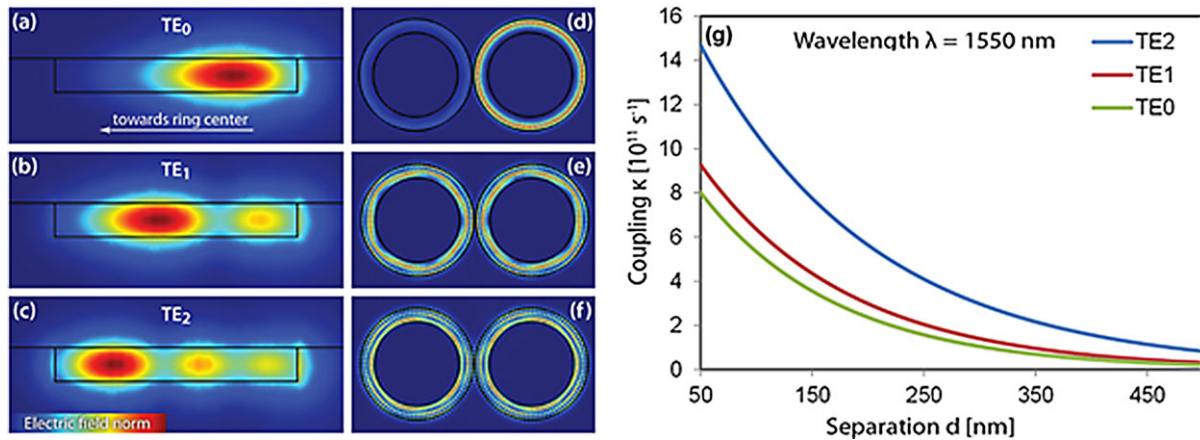 (a)
TE0
(d)
towards ring center
(b)
TE1
(e)
(c)
TE2
(f)
Electric field norm
(g)
Wavelength λ = 1550 nm
TE2
TE1
TE0
Coupling κ [10¹¹ s⁻¹]
16
14
12
10
8
6
4
2
0
50
150
250
350
450
Separation d [nm]